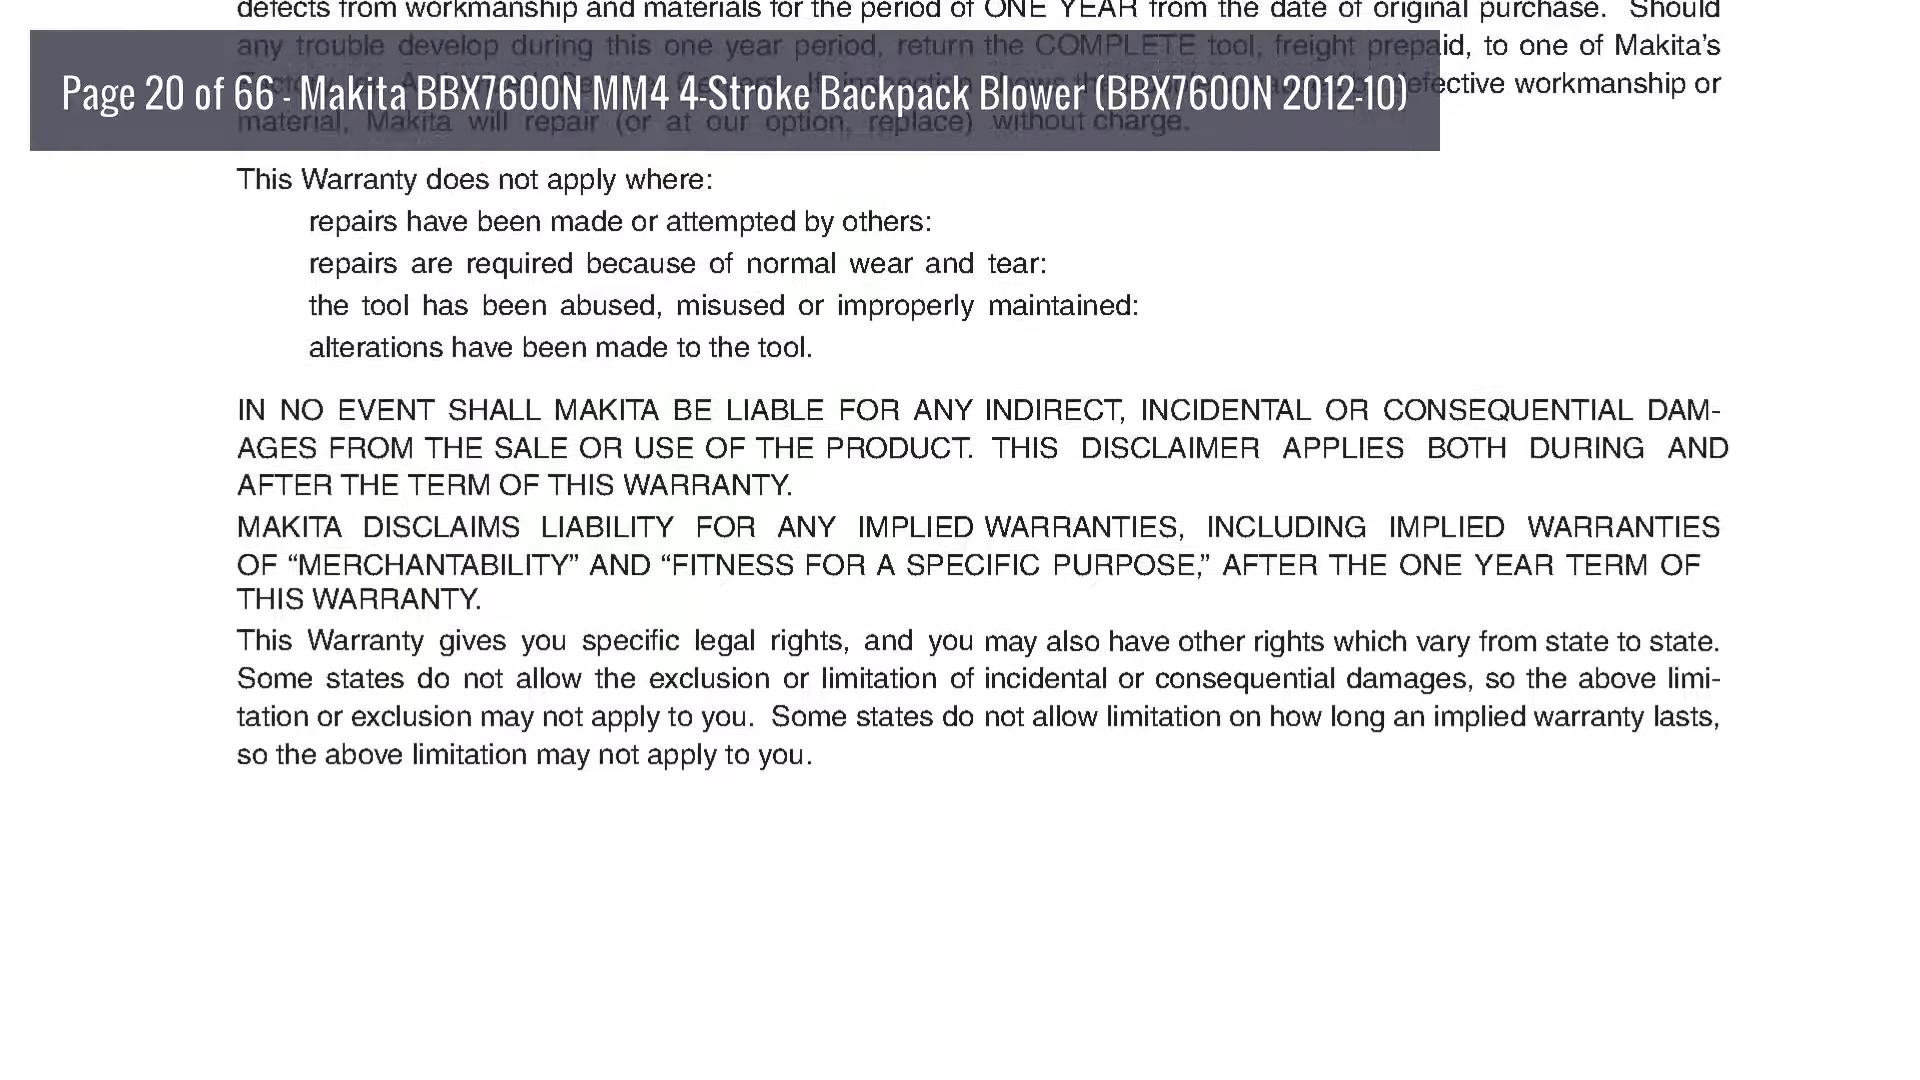 defects from workmanship and materials for the period of ONE YEAR from the date of original purchase. Should
any trouble develop during this one year period, return the COMPLETE tool, freight prepaid, to one of Makita's
Page 20 of 66 - Makita BBX7600N MM4 4-Stroke Backpack Blower (BBX7600N 2012-10)
defective workmanship or
material, Makita will repair (or at our option, replace) without charge.
This Warranty does not apply where:
repairs have been made or attempted by others:
repairs are required because of normal wear and tear:
the tool has been abused, misused or improperly maintained:
alterations have been made to the tool.
IN NO EVENT SHALL MAKITA BE LIABLE FOR ANY INDIRECT, INCIDENTAL OR CONSEQUENTIAL DAM-
AGES FROM THE SALE OR USE OF THE PRODUCT. THIS DISCLAIMER APPLIES BOTH DURING AND
AFTER THE TERM OF THIS WARRANTY.
MAKITA DISCLAIMS LIABILITY FOR ANY IMPLIED WARRANTIES, INCLUDING IMPLIED WARRANTIES
OF “MERCHANTABILITY” AND “FITNESS FOR A SPECIFIC PURPOSE,” AFTER THE ONE YEAR TERM OF
THIS WARRANTY.
This Warranty gives you specific legal rights, and you may also have other rights which vary from state to state.
Some states do not allow the exclusion or limitation of incidental or consequential damages, so the above limi-
tation or exclusion may not apply to you. Some states do not allow limitation on how long an implied warranty lasts,
so the above limitation may not apply to you.